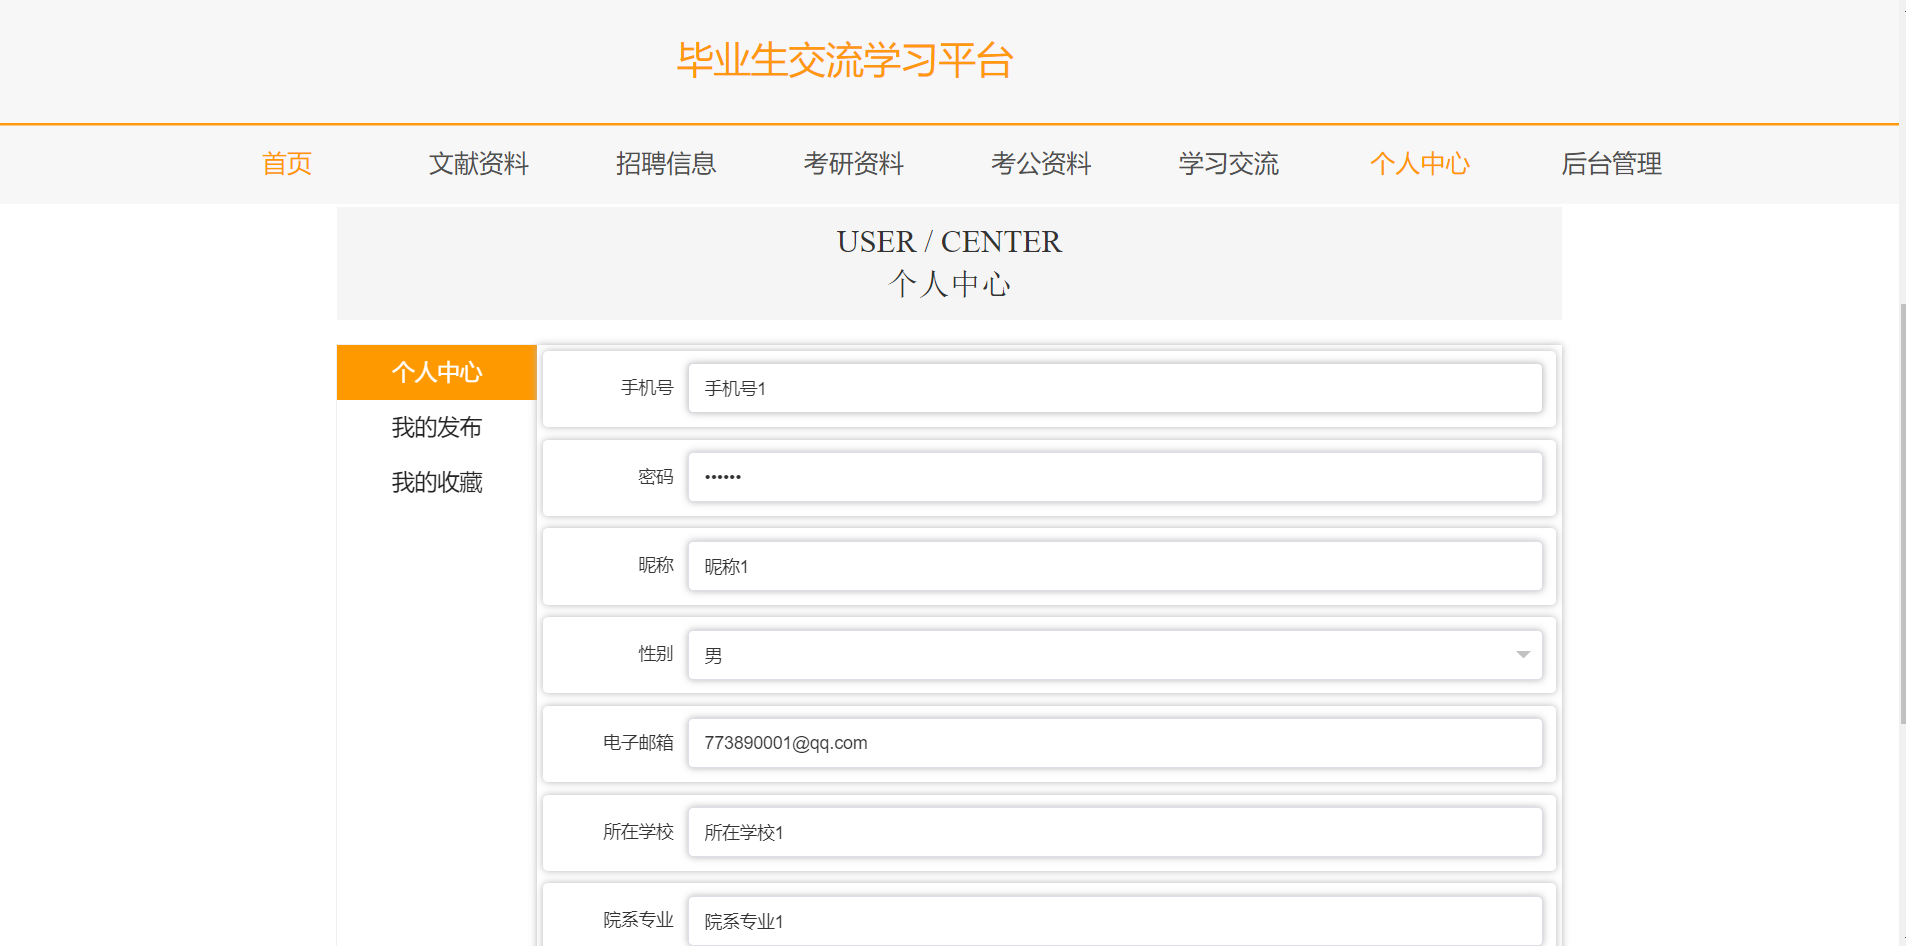 毕业生交流学习平台
首页 文献资料 招聘信息 考研资料 考公资料 学习交流 个人中心 后台管理
USER / CENTER
个人中心
个人中心
我的发布
我的收藏
手机号 手机号1
密码 ••••••
昵称 昵称1
性别 男
电子邮箱 773890001@qq.com
所在学校 所在学校1
院系专业 院系专业1